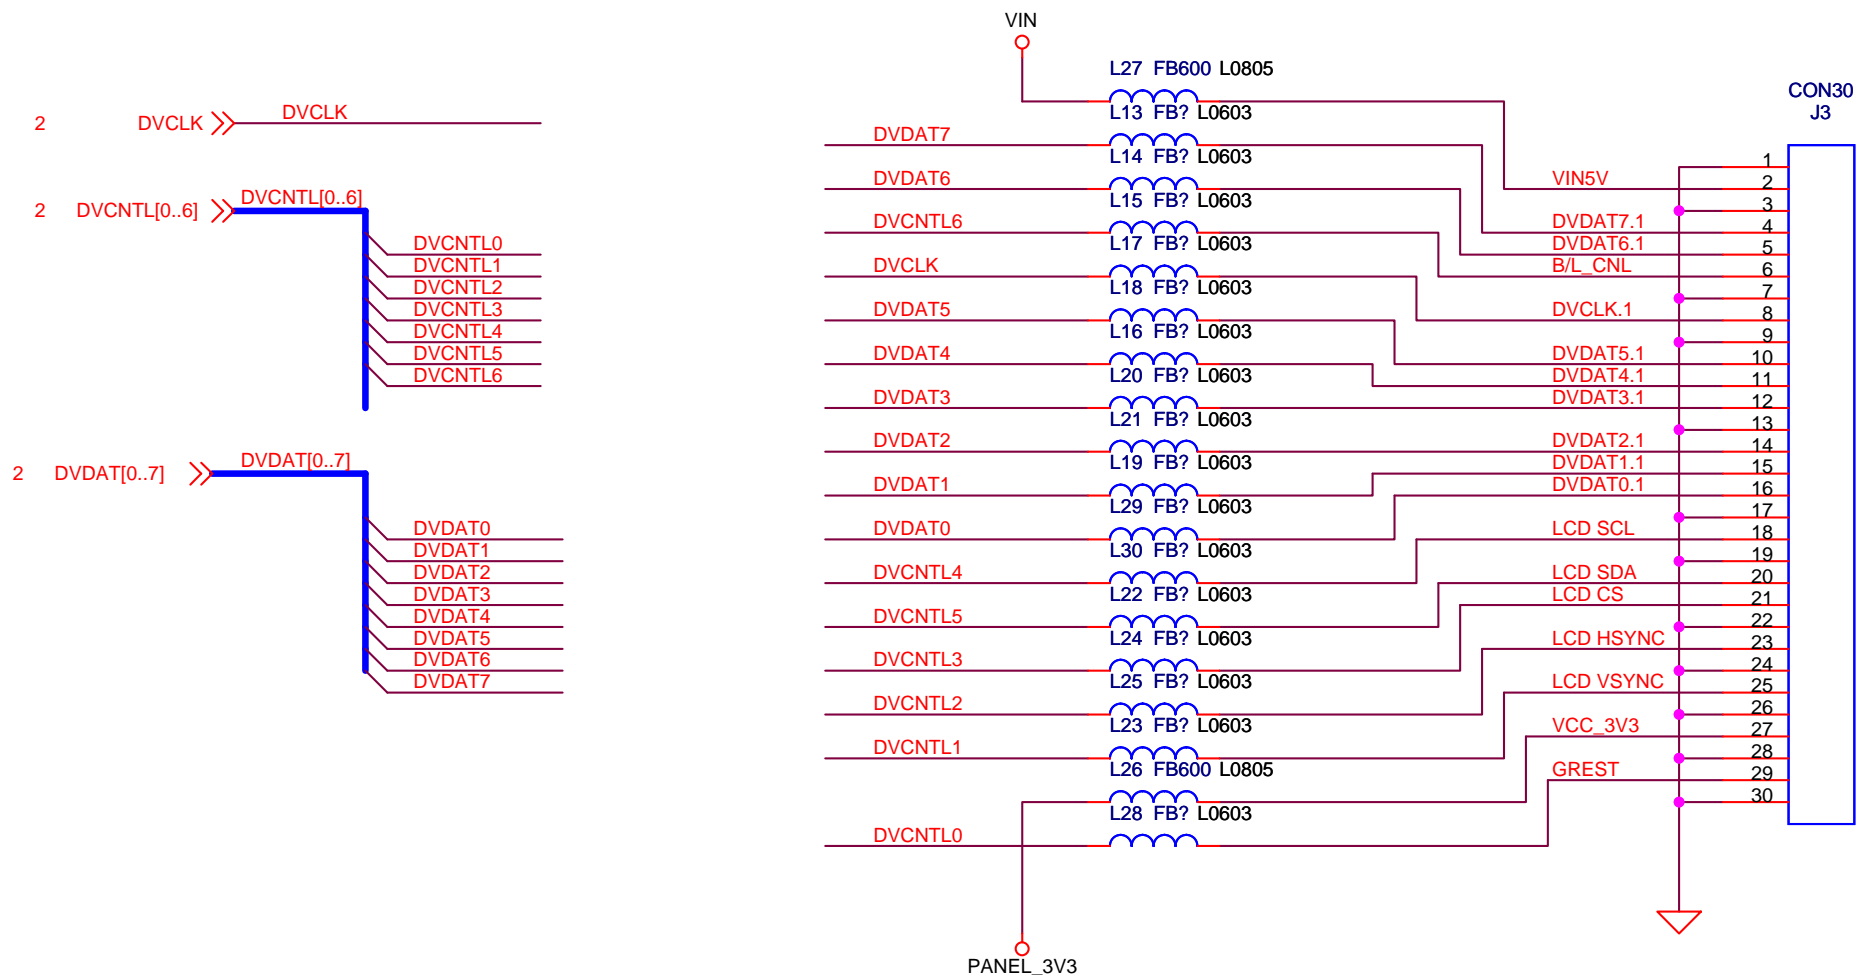 VIN
L27 FB600 L0805
CON30
J3
2 DVCLK DVCLK
L13 FB? L0603
DVDAT7
L14 FB? L0603
1
DVDAT6
VIN5V 2
2 DVCNTL[0..6] DVCNTL[0..6]
L15 FB? L0603
3
DVCNTL6
DVDAT7.1 4
DVCNTL0
L17 FB? L0603
DVDAT6.1 5
DVCNTL1
DVCLK
B/L_CNL 6
DVCNTL2
L18 FB? L0603
7
DVCNTL3
DVDAT5
DVCLK.1 8
DVCNTL4
L16 FB? L0603
9
DVCNTL5
DVDAT4
DVDAT5.1 10
DVCNTL6
L20 FB? L0603
DVDAT4.1 11
DVDAT3
DVDAT3.1 12
L21 FB? L0603
13
DVDAT2
DVDAT2.1 14
2 DVDAT[0..7] DVDAT[0..7]
L19 FB? L0603
DVDAT1.1 15
DVDAT1
DVDAT0.1 16
L29 FB? L0603
17
DVDAT0
DVDAT0
LCD SCL 18
DVDAT1
L30 FB? L0603
19
DVDAT2
DVCNTL4
LCD SDA 20
DVDAT3
L22 FB? L0603
LCD CS 21
DVDAT4
DVCNTL5
22
DVDAT5
L24 FB? L0603
LCD HSYNC 23
DVDAT6
DVCNTL3
24
DVDAT7
L25 FB? L0603
LCD VSYNC 25
DVCNTL2
26
L23 FB? L0603
VCC_3V3 27
DVCNTL1
28
L26 FB600 L0805
GREST 29
30
L28 FB? L0603
DVCNTL0
PANEL_3V3